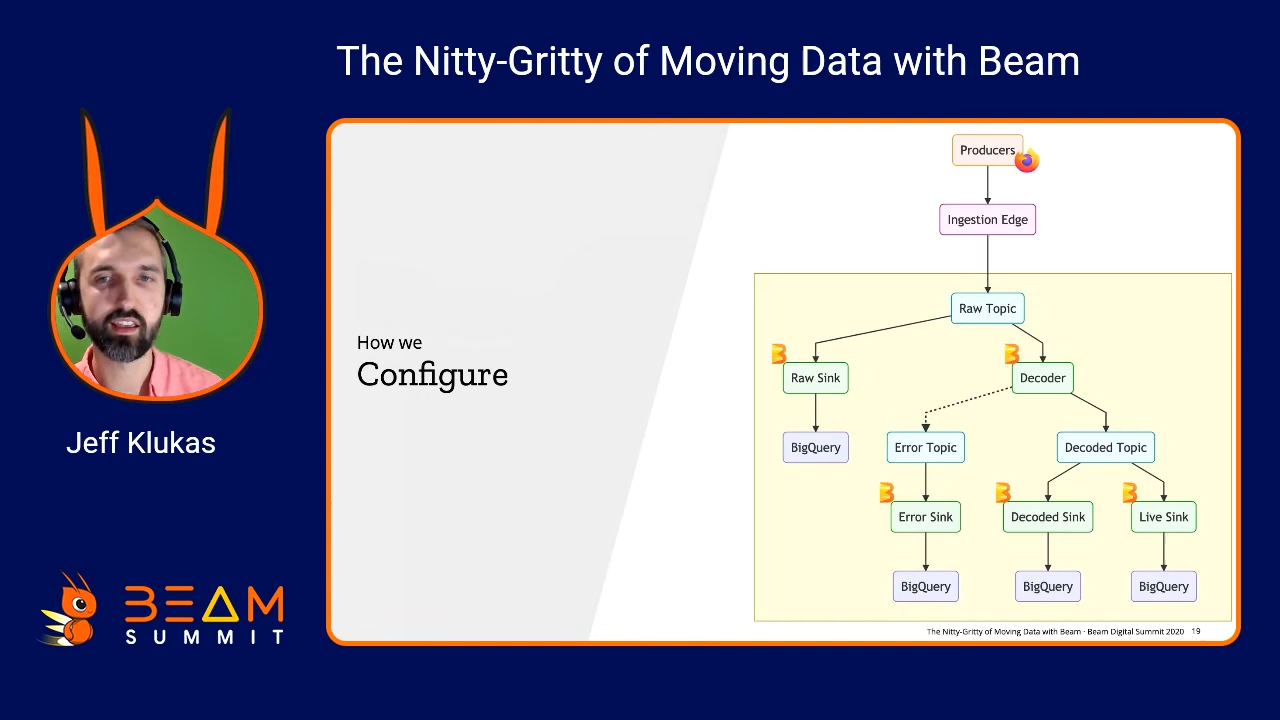 The Nitty-Gritty of Moving Data with Beam
Jeff Klukas
BEAM
SUMMIT
How we
Configure
Producers
Ingestion Edge
Raw Topic
Raw Sink
Decoder
BigQuery
Error Topic
Decoded Topic
Error Sink
Decoded Sink
Live Sink
BigQuery
BigQuery
BigQuery
The Nitty-Gritty of Moving Data with Beam · Beam Digital Summit 2020 19